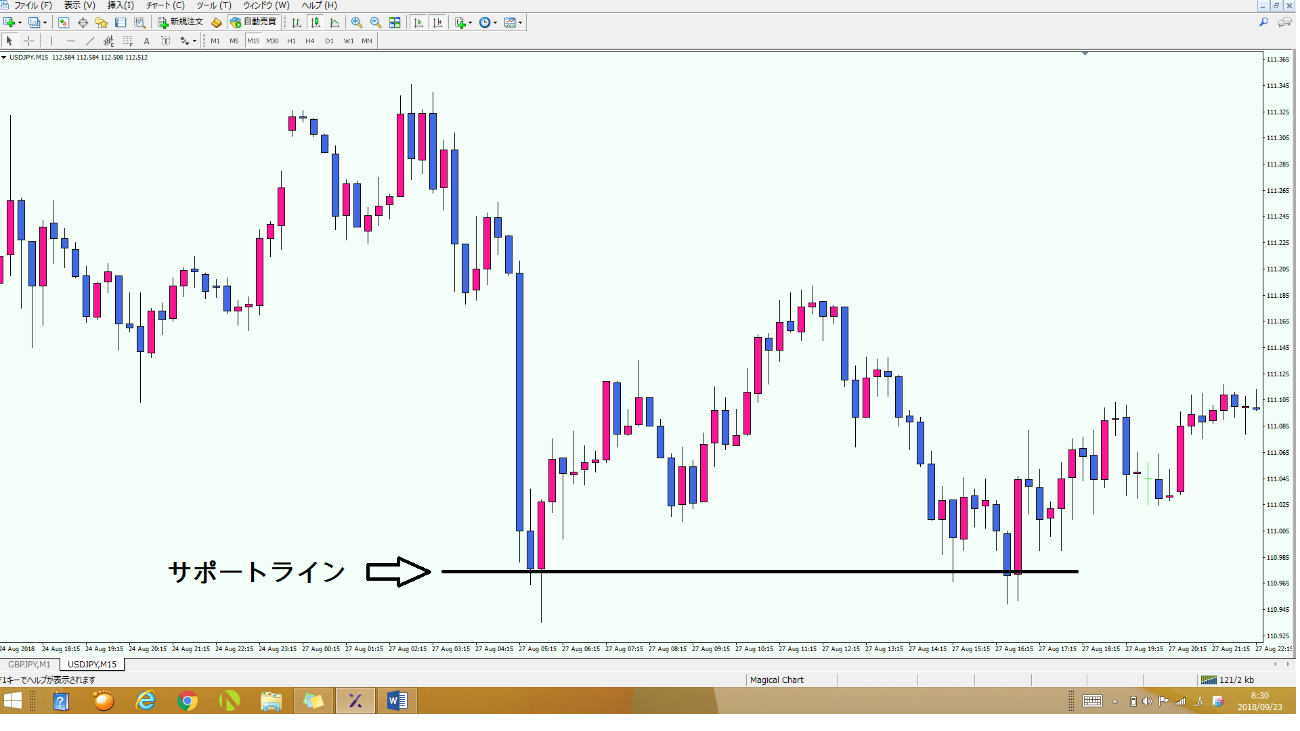 ファイル (F) 表示 (V) 挿入(I) チャート (C) ツール (T) ウィンドウ (W) ヘルプ (H)
新規注文 自動売買
A T M1 M5 M15 M30 H1 H4 D1 W1 MN
USDJPY,M15 112.584 112.584 112.508 112.512
111.365
111.345
111.325
111.305
111.285
111.265
111.245
111.225
111.205
111.185
111.165
111.145
111.125
111.105
111.085
111.065
111.045
111.025
111.005
110.985
110.965
110.945
110.925
サポートライン
24 Aug 2018 24 Aug 18:15 24 Aug 19:15 24 Aug 20:15 24 Aug 21:15 24 Aug 22:15 24 Aug 23:15 27 Aug 00:15 27 Aug 01:15 27 Aug 02:15 27 Aug 03:15 27 Aug 04:15 27 Aug 05:15 27 Aug 06:15 27 Aug 07:15 27 Aug 08:15 27 Aug 09:15 27 Aug 10:15 27 Aug 11:15 27 Aug 12:15 27 Aug 13:15 27 Aug 14:15 27 Aug 15:15 27 Aug 16:15 27 Aug 17:15 27 Aug 18:15 27 Aug 19:15 27 Aug 20:15 27 Aug 21:15 27 Aug 22:15
GBPJPY,M1 USDJPY,M15
F1キーでヘルプが表示されます Magical Chart 121/2 kb
A 8:30
2018/09/23